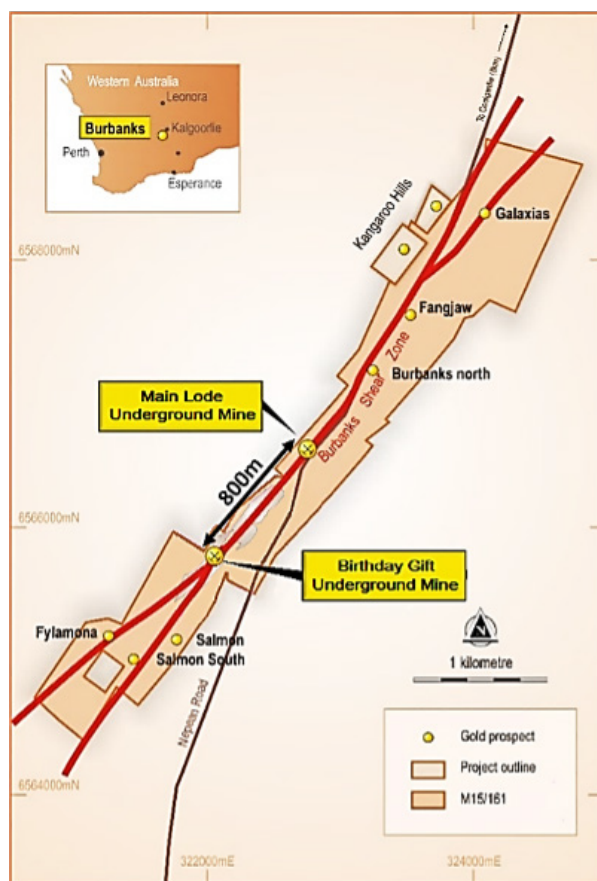 Western Australia
Leonora
Burbanks
Kalgoorlie
Perth
Esperance
Kangaroo Hills
Galaxias
6568000mN
Fangjaw
Burbanks north
Burbanks Shear Zone
Main Lode
Underground Mine
800m
6566000mN
Birthday Gift
Underground Mine
Fylamona
Salmon
Salmon South
N
1 kilometre
Nepean Road
Gold prospect
Project outline
M15/161
6564000mN
322000mE
324000mE